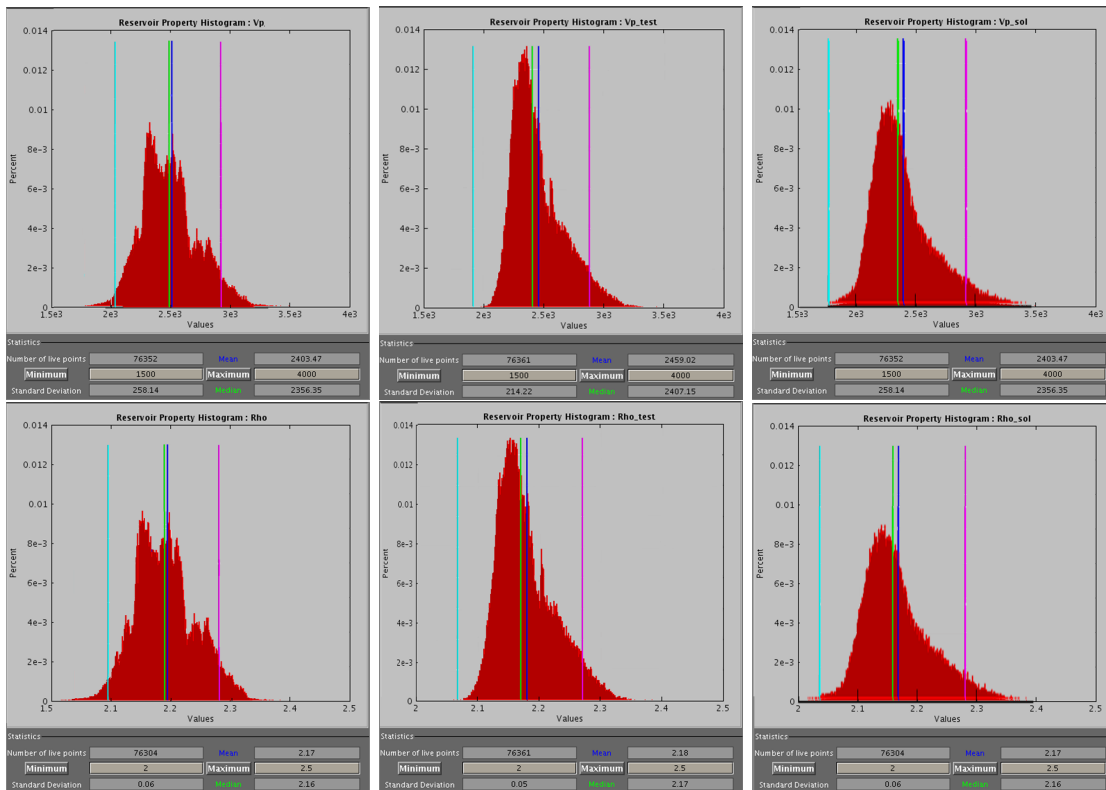 Reservoir Property Histogram : Vp
0.014
0.012
0.01
8e-3
6e-3
4e-3
2e-3
0
Percent
1.5e3
2e3
2.5e3
3e3
3.5e3
4e3
Values
Statistics
Number of live points 76352 Mean 2403.47
Minimum 1500 Maximum 4000
Standard Deviation 258.14 Median 2356.35
Reservoir Property Histogram : Vp_test
0.014
0.012
0.01
8e-3
6e-3
4e-3
2e-3
0
Percent
1.5e3
2e3
2.5e3
3e3
3.5e3
4e3
Values
Statistics
Number of live points 76361 Mean 2459.02
Minimum 1500 Maximum 4000
Standard Deviation 214.22 Median 2407.15
Reservoir Property Histogram : Vp_sol
0.014
0.012
0.01
8e-3
6e-3
4e-3
2e-3
0
Percent
1.5e3
2e3
2.5e3
3e3
3.5e3
4e3
Values
Statistics
Number of live points 76352 Mean 2403.47
Minimum 1500 Maximum 4000
Standard Deviation 258.14 Median 2356.35
Reservoir Property Histogram : Rho
0.014
0.012
0.01
8e-3
6e-3
4e-3
2e-3
0
Percent
1.5
2.1
2.2
2.3
2.4
2.5
Values
Statistics
Number of live points 76304 Mean 2.17
Minimum 2 Maximum 2.5
Standard Deviation 0.06 Median 2.16
Reservoir Property Histogram : Rho_test
0.014
0.012
0.01
8e-3
6e-3
4e-3
2e-3
0
Percent
2
2.1
2.2
2.3
2.4
2.5
Values
Statistics
Number of live points 76361 Mean 2.18
Minimum 2 Maximum 2.5
Standard Deviation 0.05 Median 2.17
Reservoir Property Histogram : Rho_sol
0.014
0.012
0.01
8e-3
6e-3
4e-3
2e-3
0
Percent
2
2.1
2.2
2.3
2.4
2.5
Values
Statistics
Number of live points 76304 Mean 2.17
Minimum 2 Maximum 2.5
Standard Deviation 0.06 Median 2.16